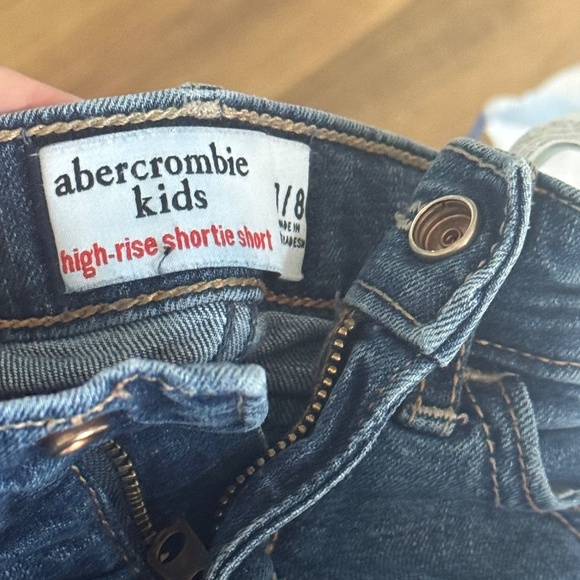 abercrombie
kids
high-rise shortie short
7/8
MADE IN